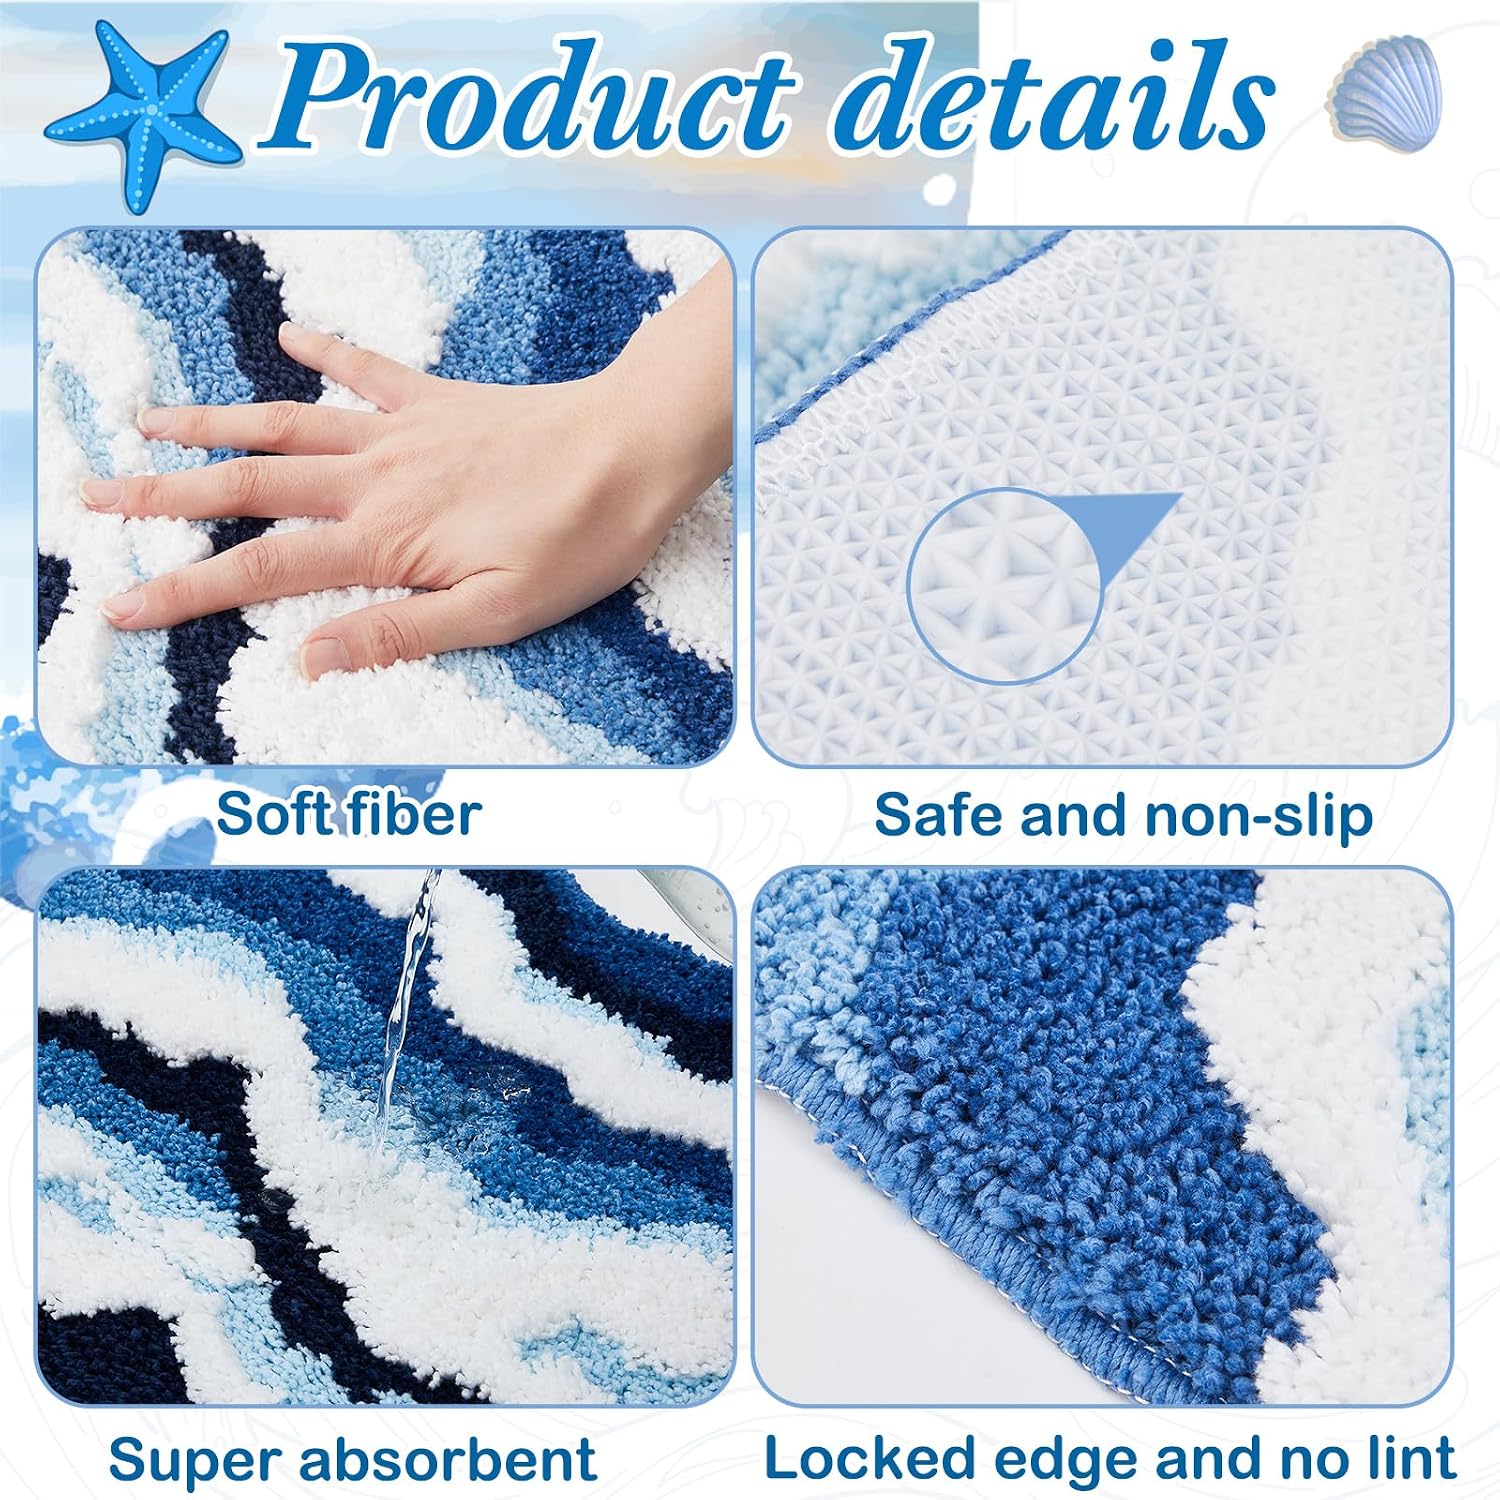 Product details
Soft fiber
Safe and non-slip
Super absorbent
Locked edge and no lint